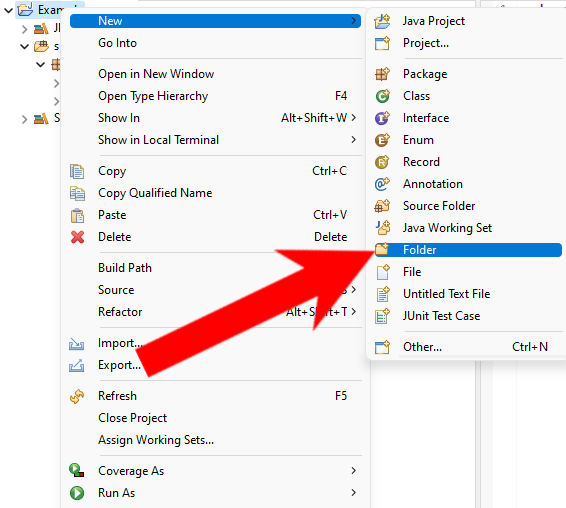 Exampl
New
Go Into
Open in New Window
Open Type Hierarchy F4
Show In Alt+Shift+W
Show in Local Terminal
Copy Ctrl+C
Copy Qualified Name
Paste Ctrl+V
Delete Delete
Build Path
Source
Refactor Alt+Shift+T
Import...
Export...
Refresh F5
Close Project
Assign Working Sets...
Coverage As
Run As
Java Project
Project...
Package
Class
Interface
Enum
Record
Annotation
Source Folder
Java Working Set
Folder
File
Untitled Text File
JUnit Test Case
Other... Ctrl+N